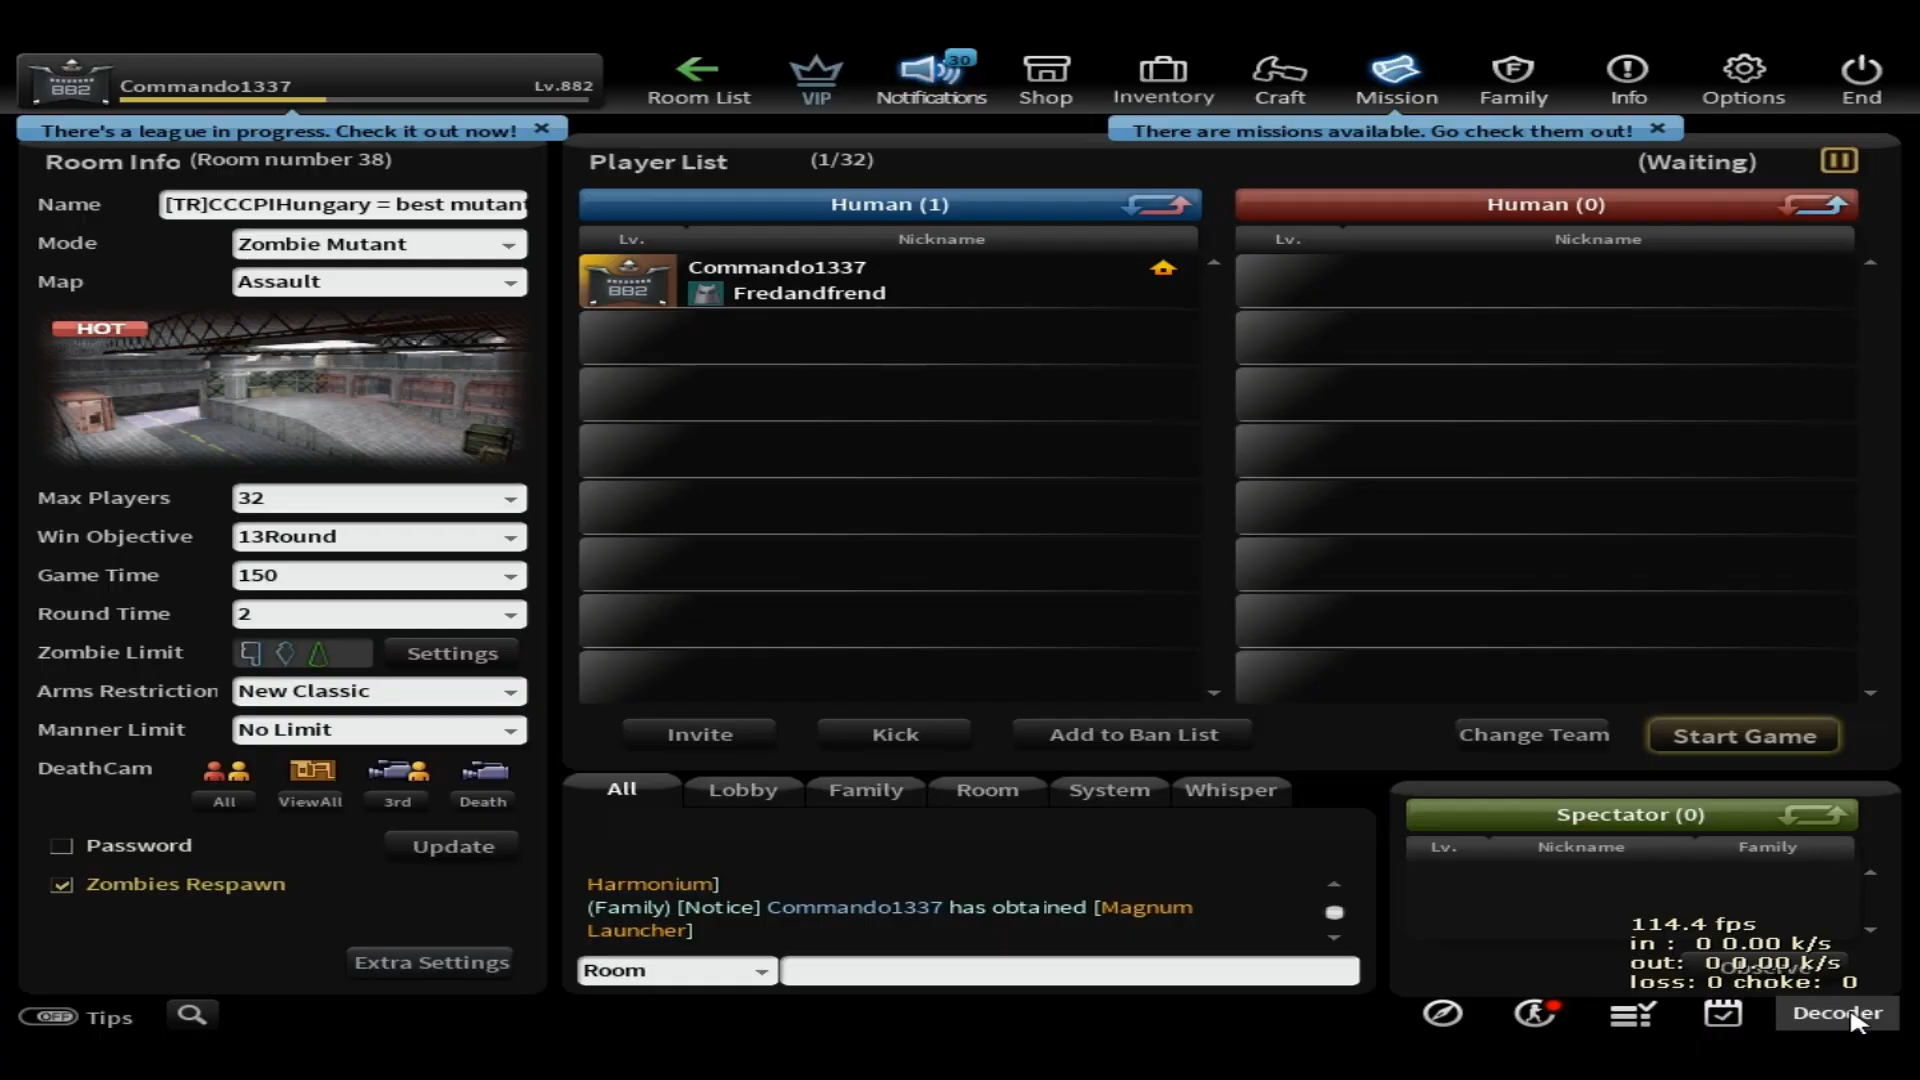 882
Commando1337
Lv.882
Room List
VIP
30
Notifications
Shop
Inventory
Craft
Mission
Family
Info
Options
End
There's a league in progress. Check it out now!
There are missions available. Go check them out!
Room Info (Room number 38)
Name
[TR]CCCPIHungary = best mutant
Mode
Zombie Mutant
Map
Assault
HOT
Max Players
32
Win Objective
13Round
Game Time
150
Round Time
2
Zombie Limit
Settings
Arms Restriction
New Classic
Manner Limit
No Limit
DeathCam
All
ViewAll
3rd
Death
Password
Update
Zombies Respawn
Extra Settings
OFF
Tips
Player List (1/32)
(Waiting)
Human (1)
Human (0)
Lv.
Nickname
Lv.
Nickname
882
Commando1337
Fredandfrend
Invite
Kick
Add to Ban List
Change Team
Start Game
All
Lobby
Family
Room
System
Whisper
Harmonium]
(Family) [Notice] Commando1337 has obtained [Magnum
Launcher]
Room
Spectator (0)
Lv.
Nickname
Family
114.4 fps
in : 0 0.00 k/s
out: 0 0.00 k/s
Observe
loss: 0 choke: 0
Decoder